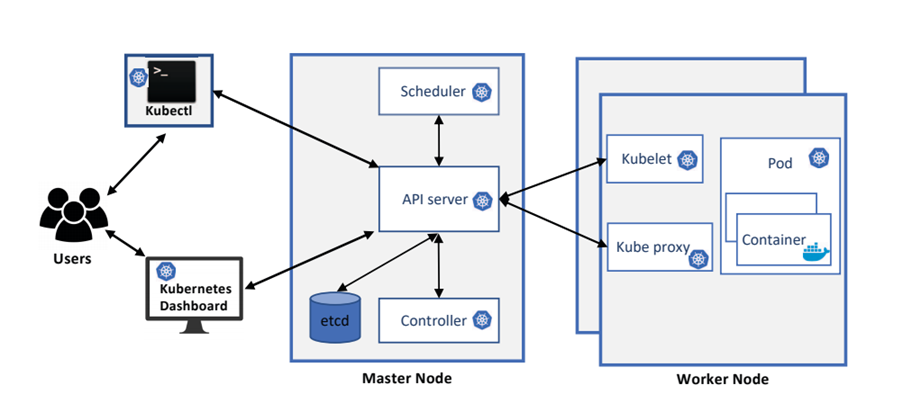 >_
Kubectl
Users
Kubernetes
Dashboard
Scheduler
API server
etcd
Controller
Master Node
Kubelet
Kube proxy
Pod
Container
Worker Node